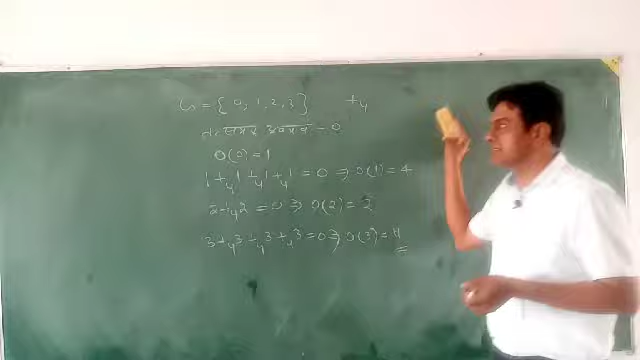 G = {0, 1, 2, 3} +₄
तत्समक अवयव = 0
O(0) = 1
1 +₄ 1 +₄ 1 +₄ 1 = 0 ⇒ O(1) = 4
2 +₄ 2 = 0 ⇒ O(2) = 2
3 +₄ 3 +₄ 3 +₄ 3 = 0 ⇒ O(3) = 4